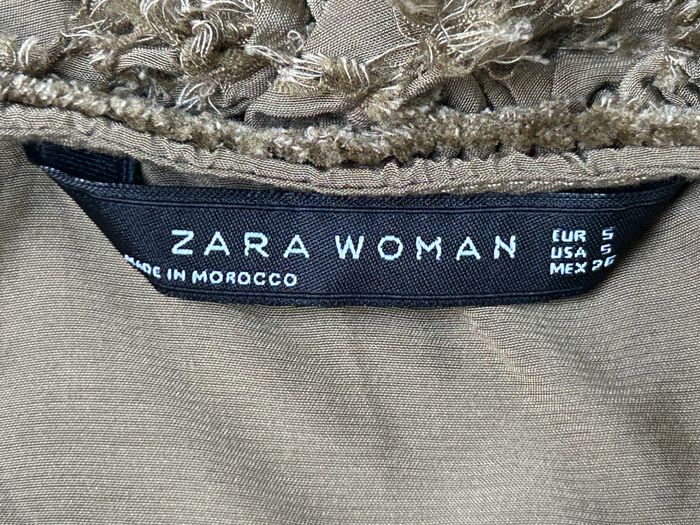 ZARA WOMAN
MADE IN MOROCCO
EUR S
USA S
MEX 26